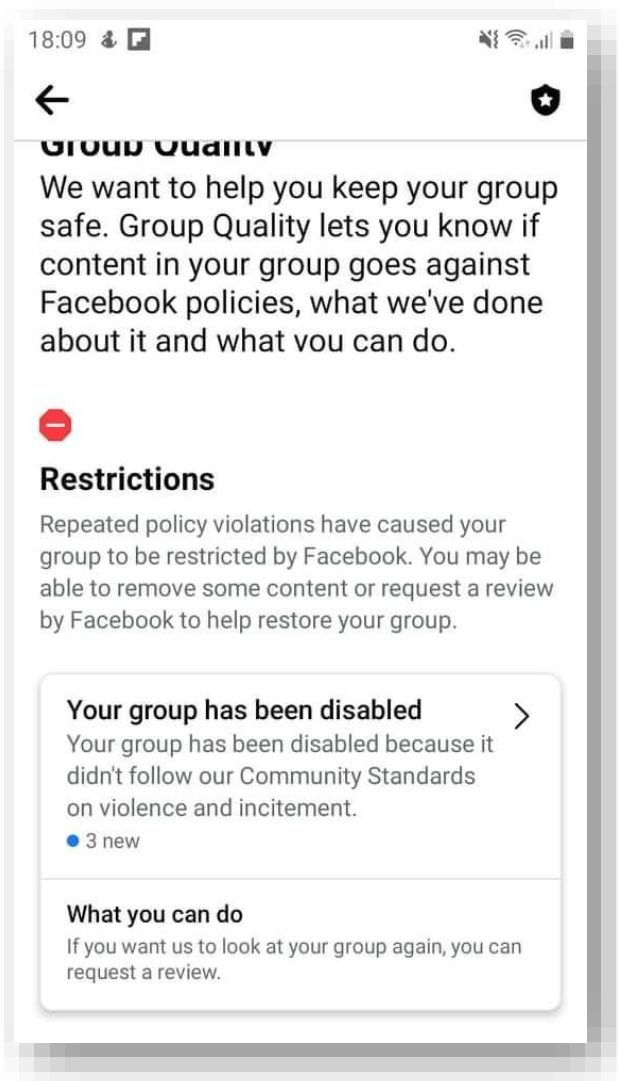 18:09
Group Quality
We want to help you keep your group
safe. Group Quality lets you know if
content in your group goes against
Facebook policies, what we've done
about it and what you can do.
Restrictions
Repeated policy violations have caused your
group to be restricted by Facebook. You may be
able to remove some content or request a review
by Facebook to help restore your group.
Your group has been disabled
Your group has been disabled because it
didn't follow our Community Standards
on violence and incitement.
3 new
What you can do
If you want us to look at your group again, you can
request a review.